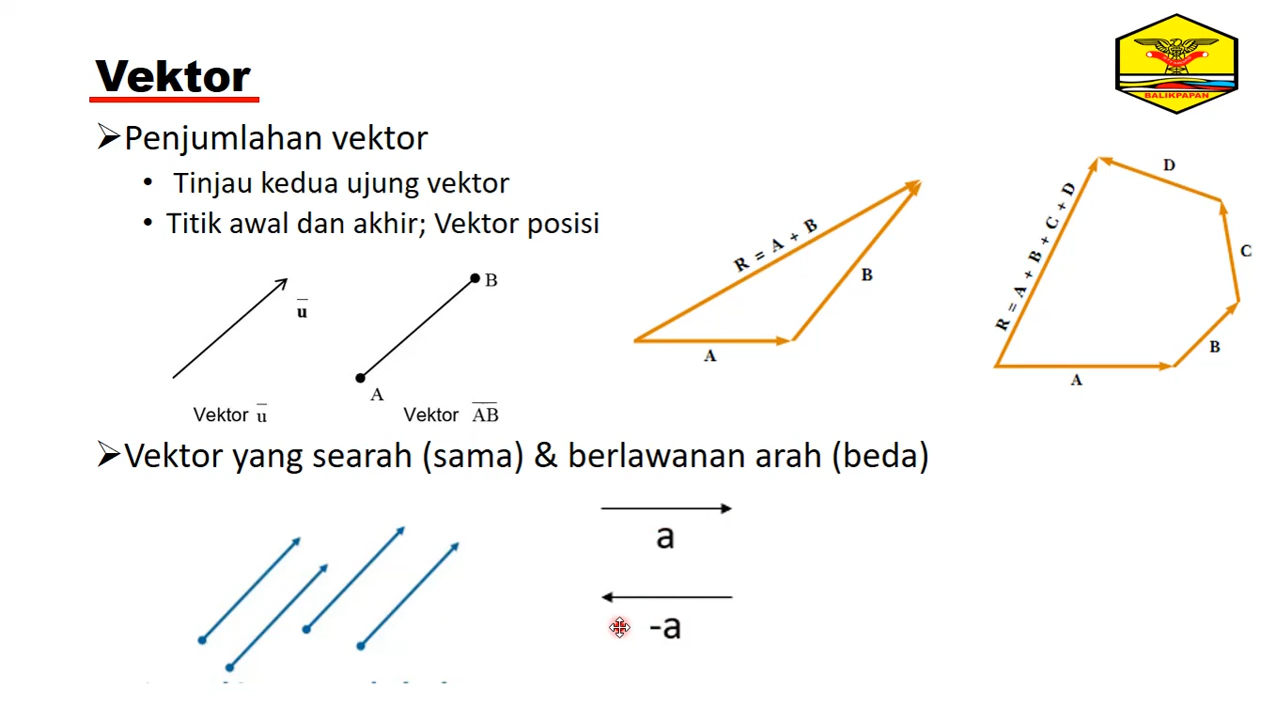 Vektor
BALIKPAPAN
➢Penjumlahan vektor
• Tinjau kedua ujung vektor
• Titik awal dan akhir; Vektor posisi
u̅
Vektor u̅
B
A
Vektor A̅B̅
R = A + B
A
B
R = A + B + C + D
A
B
C
D
➢Vektor yang searah (sama) & berlawanan arah (beda)
a
-a